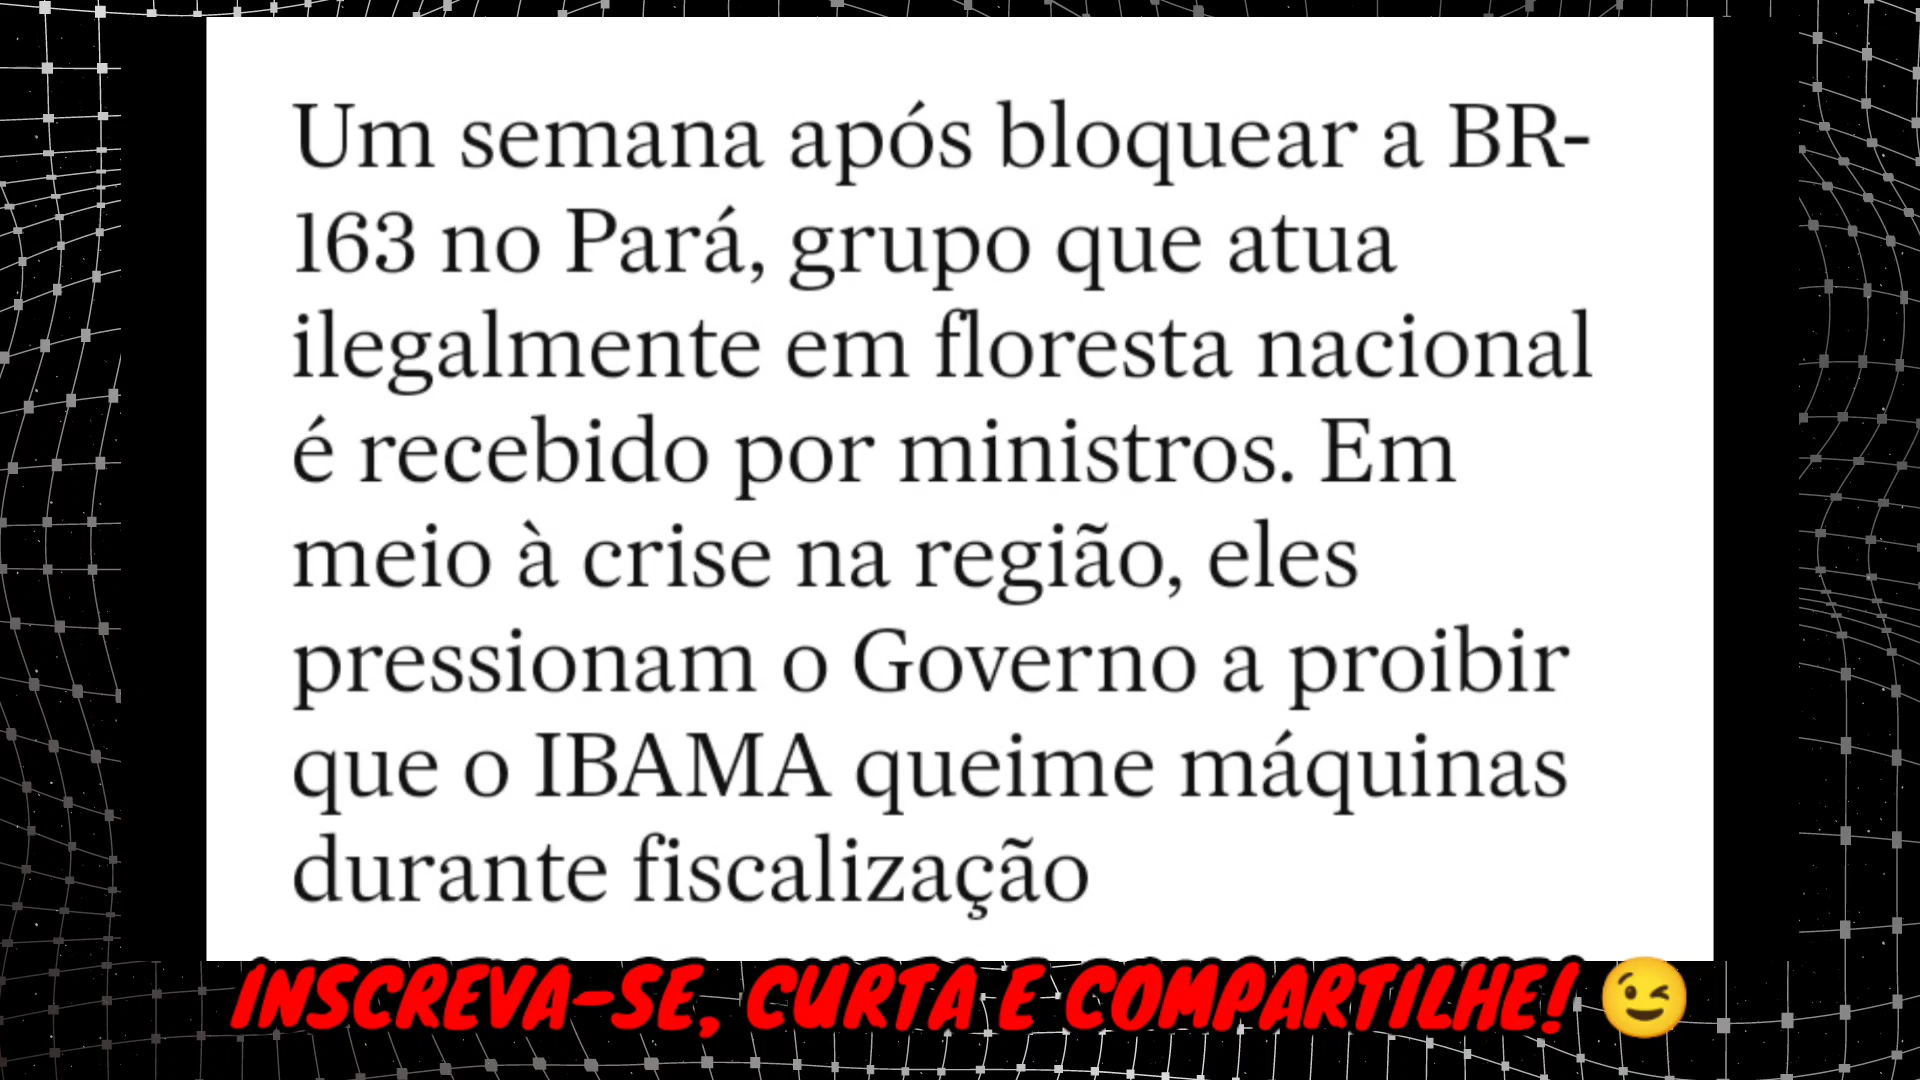 Um semana após bloquear a BR-
163 no Pará, grupo que atua
ilegalmente em floresta nacional
é recebido por ministros. Em
meio à crise na região, eles
pressionam o Governo a proibir
que o IBAMA queime máquinas
durante fiscalização
INSCREVA-SE, CURTA E COMPARTILHE! 😉